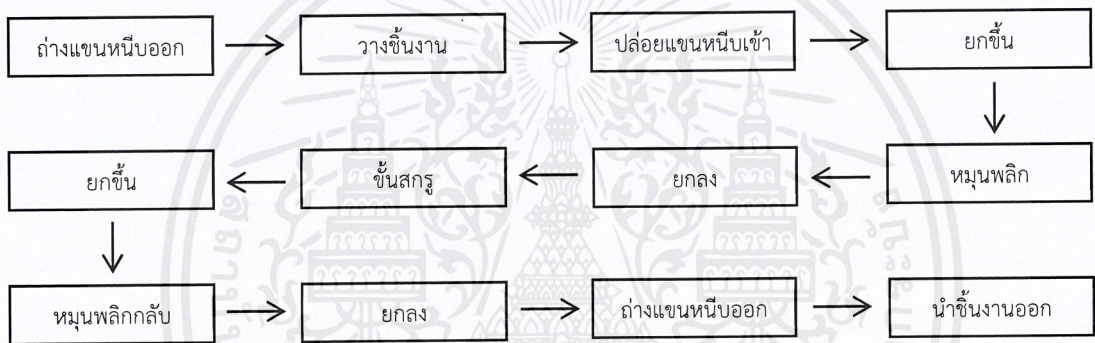 ถ่างแขนหนีบออก
วางชิ้นงาน
ปล่อยแขนหนีบเข้า
ยกขึ้น
หมุนพลิก
ยกลง
ขั้นสกรู
ยกขึ้น
หมุนพลิกกลับ
ยกลง
ถ่างแขนหนีบออก
นำชิ้นงานออก